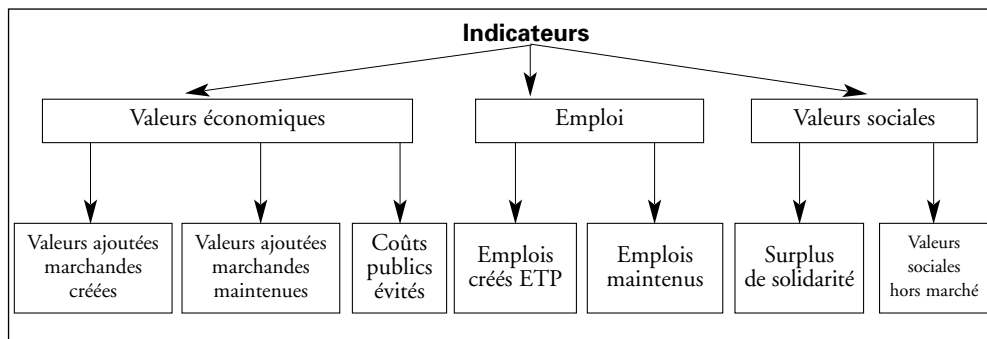 Indicateurs
Valeurs économiques
Emploi
Valeurs sociales
Valeurs ajoutées
marchandes
créées
Valeurs ajoutées
marchandes
maintenues
Coûts
publics
évités
Emplois
créés ETP
Emplois
maintenus
Surplus
de solidarité
Valeurs
sociales
hors marché